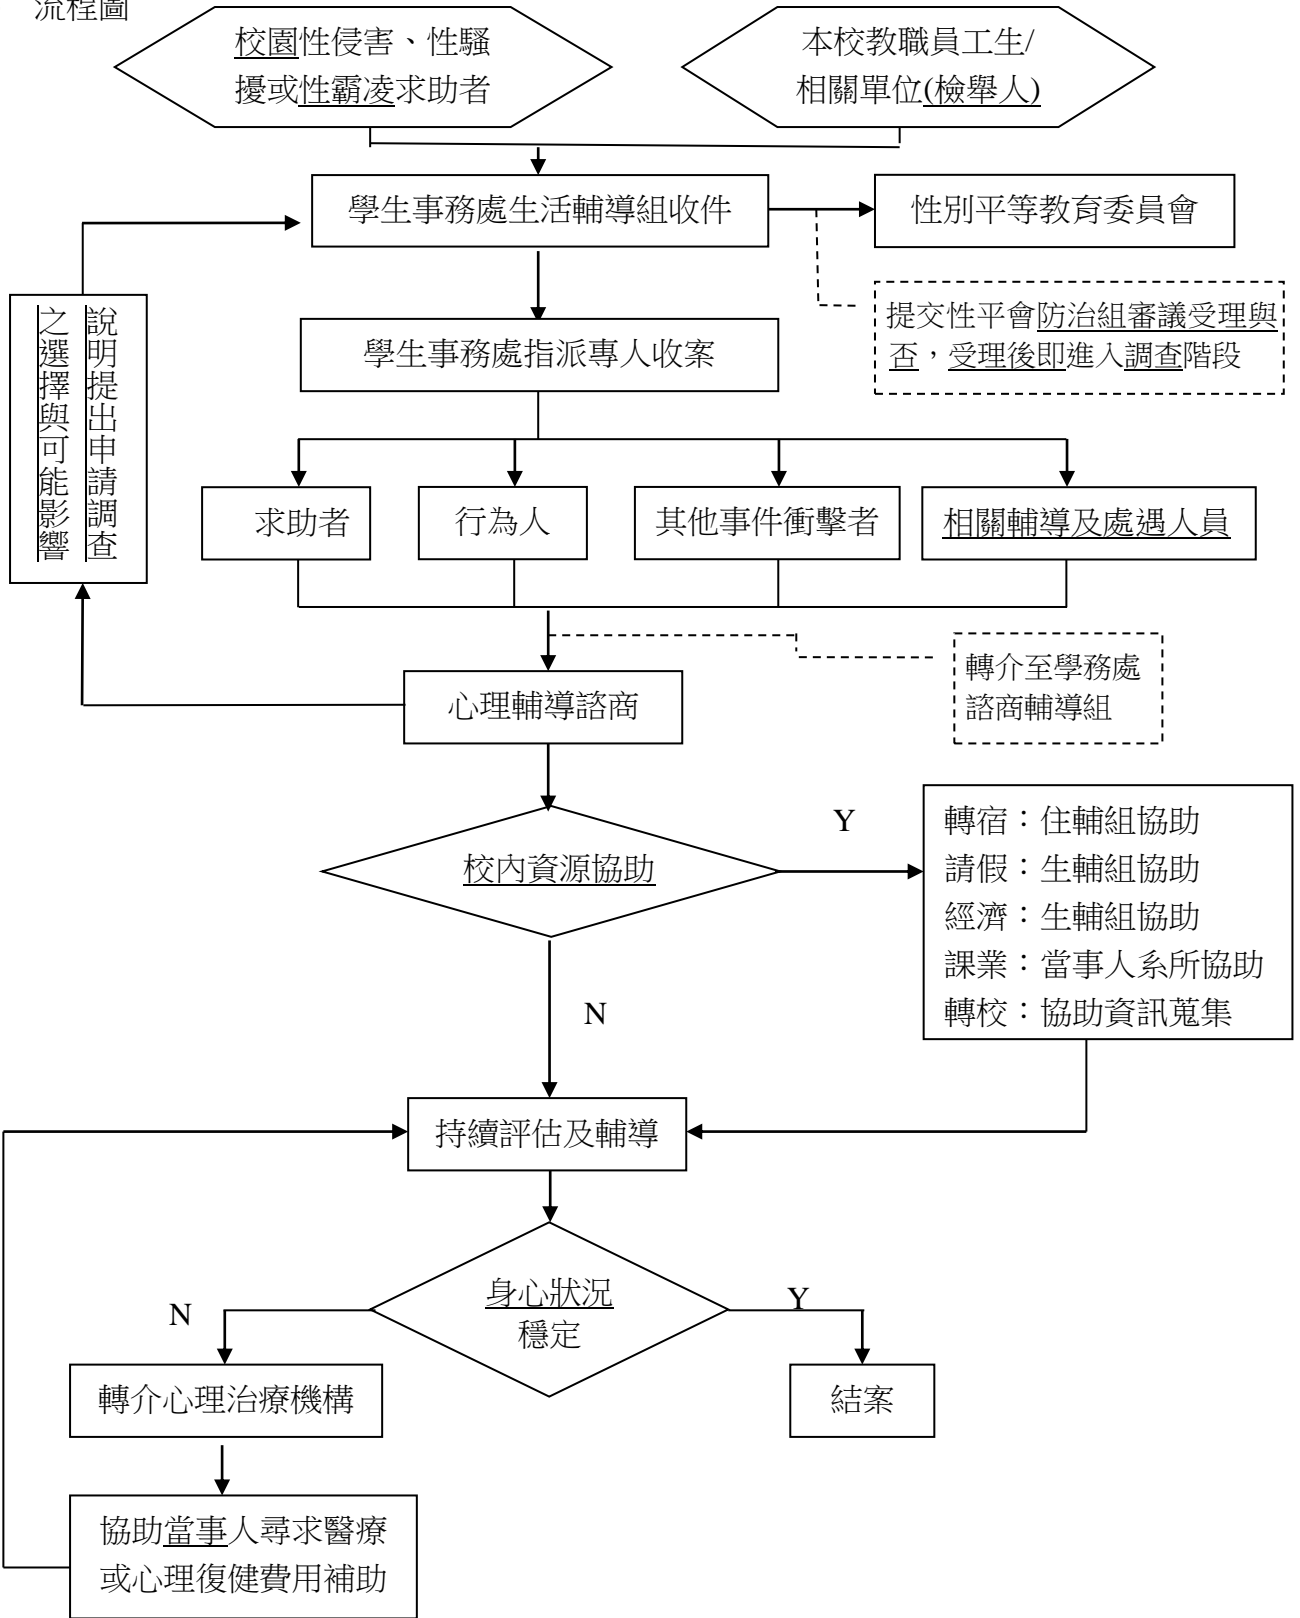 流程圖
校園性侵害、性騷
擾或性霸凌求助者
本校教職員工生/
相關單位(檢舉人)
學生事務處生活輔導組收件
性別平等教育委員會
提交性平會防治組審議受理與
否，受理後即進入調查階段
說明提出申請調查
之選擇與可能影響
學生事務處指派專人收案
求助者
行為人
其他事件衝擊者
相關輔導及處遇人員
轉介至學務處
諮商輔導組
心理輔導諮商
校內資源協助
Y
轉宿：住輔組協助
請假：生輔組協助
經濟：生輔組協助
課業：當事人系所協助
轉校：協助資訊蒐集
N
持續評估及輔導
身心狀況
穩定
N
Y
轉介心理治療機構
結案
協助當事人尋求醫療
或心理復健費用補助